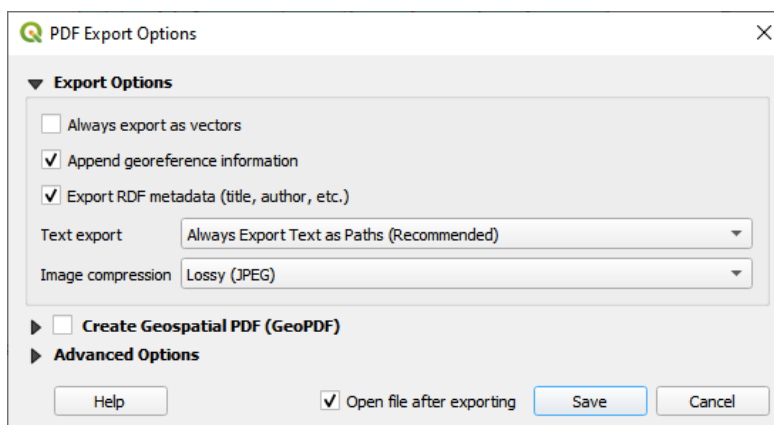 PDF Export Options
Export Options
Always export as vectors
Append georeference information
Export RDF metadata (title, author, etc.)
Text export Always Export Text as Paths (Recommended)
Image compression Lossy (JPEG)
Create Geospatial PDF (GeoPDF)
Advanced Options
Help Open file after exporting Save Cancel